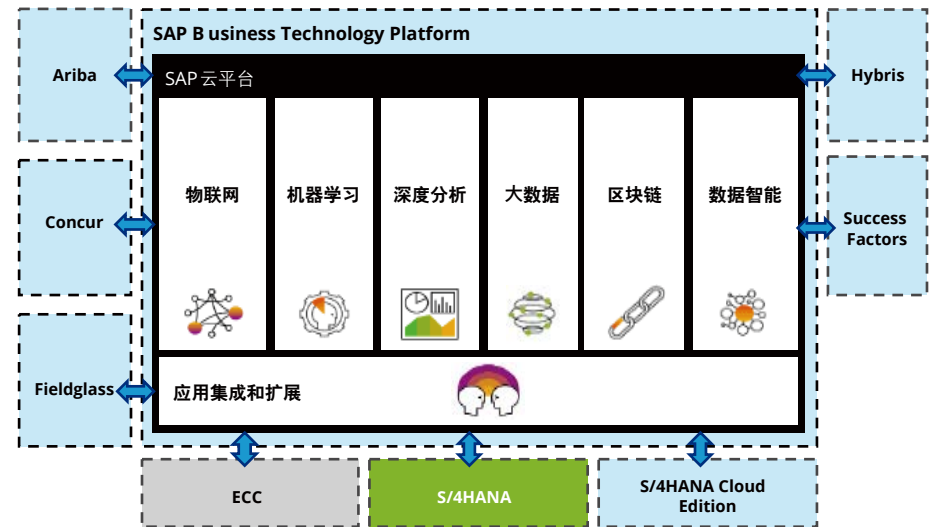 SAP B usiness Technology Platform
Ariba
SAP 云平台
Hybris
物联网
机器学习
深度分析
大数据
区块链
数据智能
Concur
Success
Factors
Fieldglass
应用集成和扩展
ECC
S/4HANA
S/4HANA Cloud
Edition